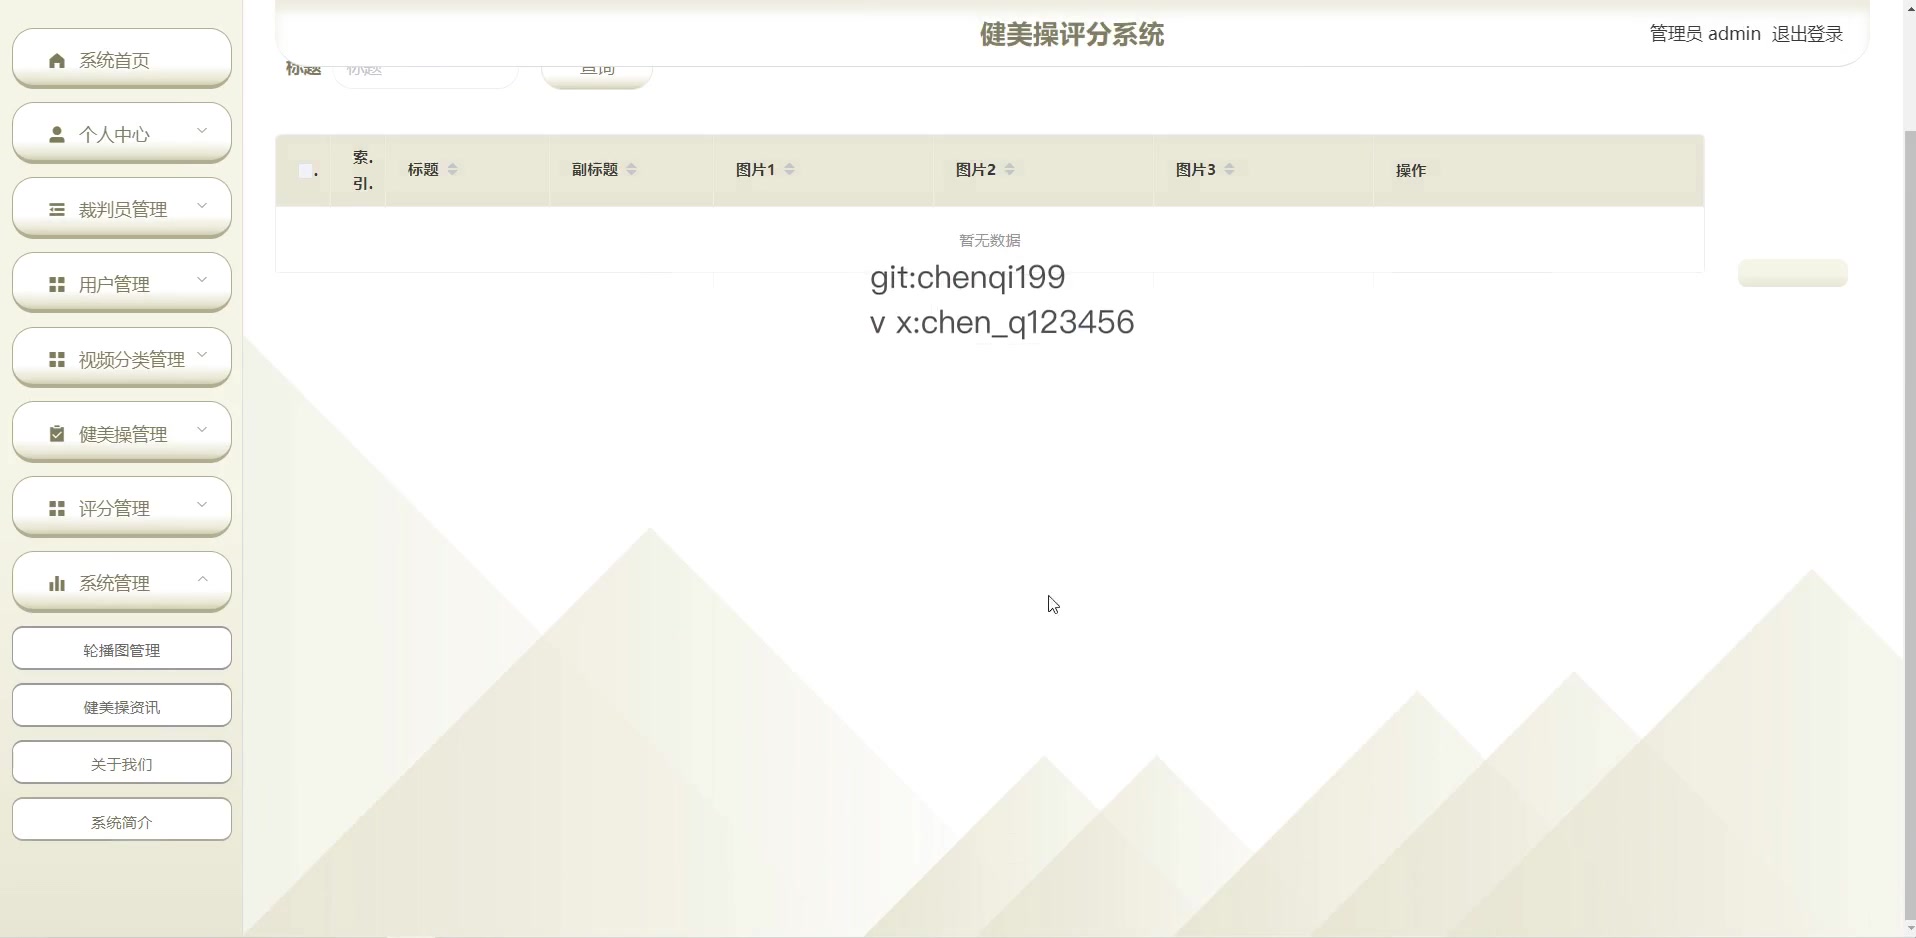 健美操评分系统
管理员 admin 退出登录
系统首页
个人中心
裁判员管理
用户管理
视频分类管理
健美操管理
评分管理
系统管理
轮播图管理
健美操资讯
关于我们
系统简介
标题 标题 查询
索. 引. 标题 副标题 图片1 图片2 图片3 操作
暂无数据
git:chenqi199
v x:chen_q123456